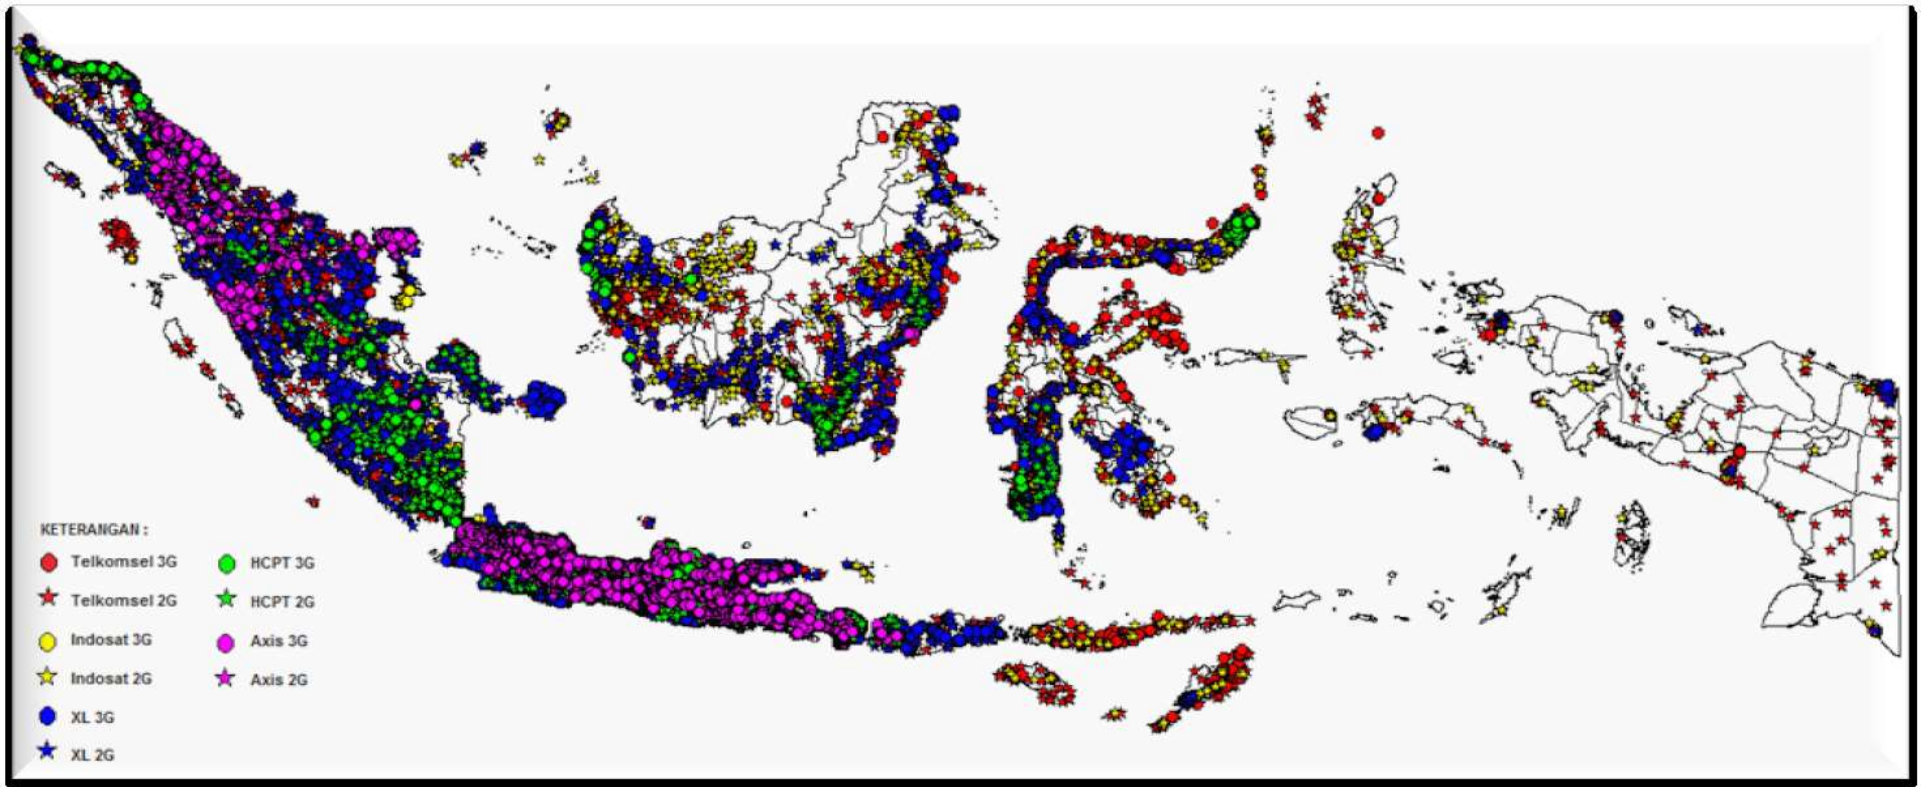 KETERANGAN :
Telkomsel 3G
Telkomsel 2G
Indosat 3G
Indosat 2G
XL 3G
XL 2G
HCPT 3G
HCPT 2G
Axis 3G
Axis 2G